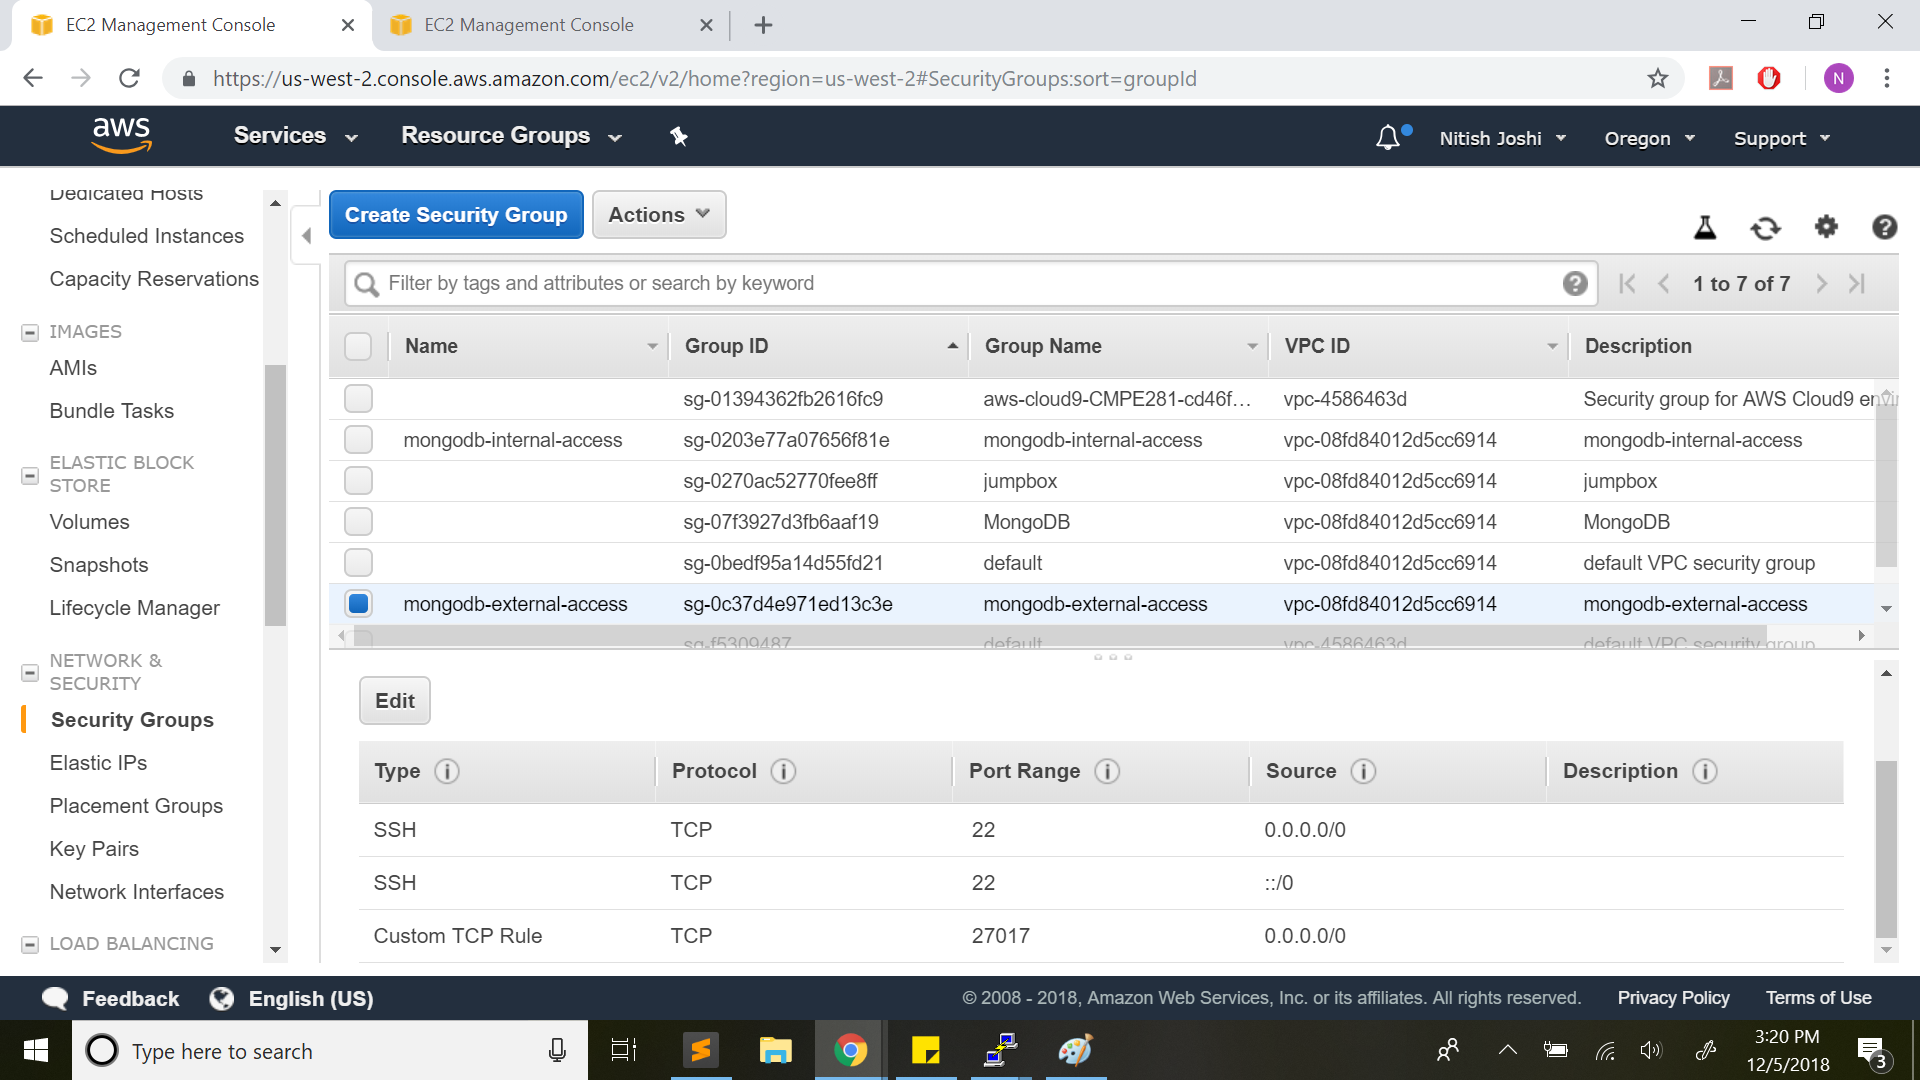 EC2 Management Console
EC2 Management Console
https://us-west-2.console.aws.amazon.com/ec2/v2/home?region=us-west-2#SecurityGroups:sort=groupId
N
aws
Services
Resource Groups
Nitish Joshi
Oregon
Support
Dedicated Hosts
Scheduled Instances
Capacity Reservations
IMAGES
AMIs
Bundle Tasks
ELASTIC BLOCK
STORE
Volumes
Snapshots
Lifecycle Manager
NETWORK &
SECURITY
Security Groups
Elastic IPs
Placement Groups
Key Pairs
Network Interfaces
LOAD BALANCING
Create Security Group
Actions
Filter by tags and attributes or search by keyword
1 to 7 of 7
Name Group ID Group Name VPC ID Description
sg-01394362fb2616fc9 aws-cloud9-CMPE281-cd46f... vpc-4586463d Security group for AWS Cloud9 envi
mongodb-internal-access sg-0203e77a07656f81e mongodb-internal-access vpc-08fd84012d5cc6914 mongodb-internal-access
sg-0270ac52770fee8ff jumpbox vpc-08fd84012d5cc6914 jumpbox
sg-07f3927d3fb6aaf19 MongoDB vpc-08fd84012d5cc6914 MongoDB
sg-0bedf95a14d55fd21 default vpc-08fd84012d5cc6914 default VPC security group
mongodb-external-access sg-0c37d4e971ed13c3e mongodb-external-access vpc-08fd84012d5cc6914 mongodb-external-access
sg-f5309487 default vpc-4586463d default VPC security group
Edit
Type Protocol Port Range Source Description
SSH TCP 22 0.0.0.0/0
SSH TCP 22 ::/0
Custom TCP Rule TCP 27017 0.0.0.0/0
Feedback
English (US)
© 2008 - 2018, Amazon Web Services, Inc. or its affiliates. All rights reserved.
Privacy Policy
Terms of Use
Type here to search
3:20 PM
12/5/2018
3